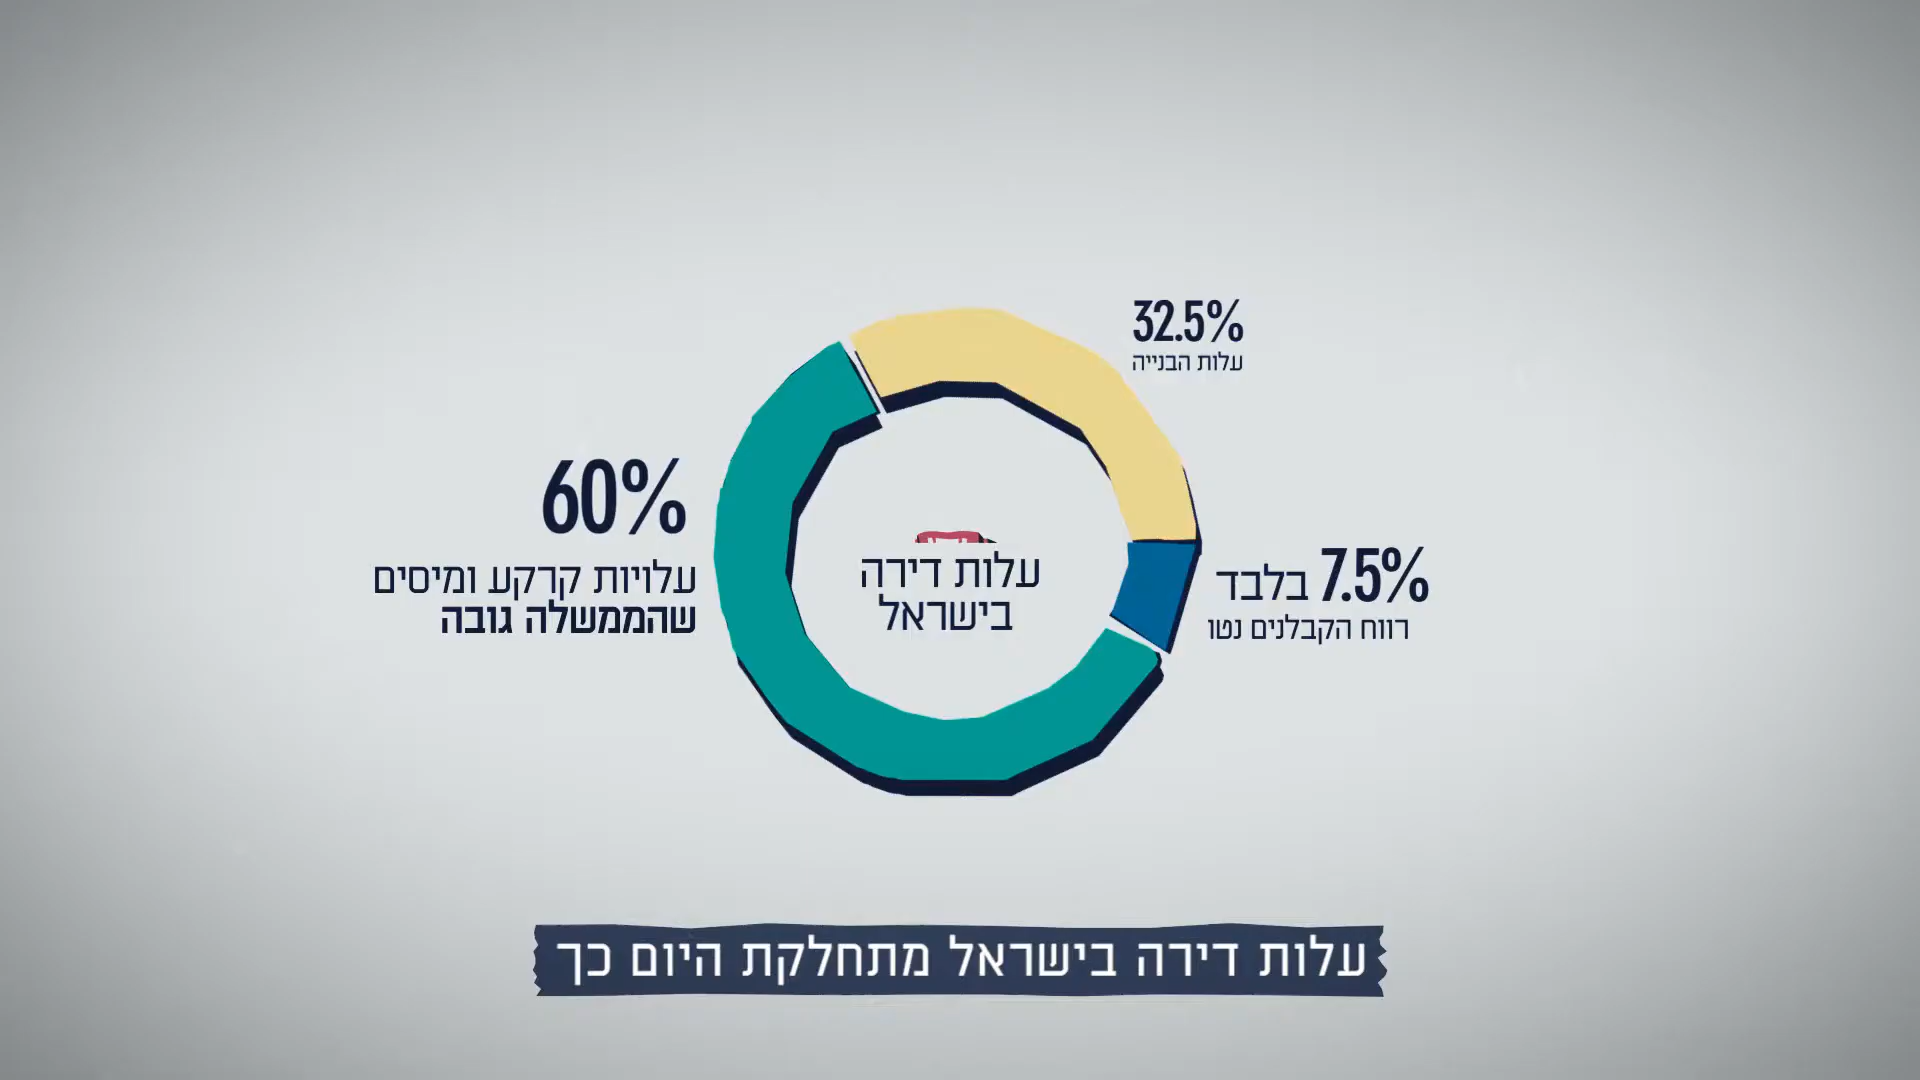 32.5%
עלות הבנייה
60%
עלויות קרקע ומיסים
שהממשלה גובה
עלות דירה
בישראל
7.5% בלבד
רווח הקבלנים נטו
עלות דירה בישראל מתחלקת היום כך